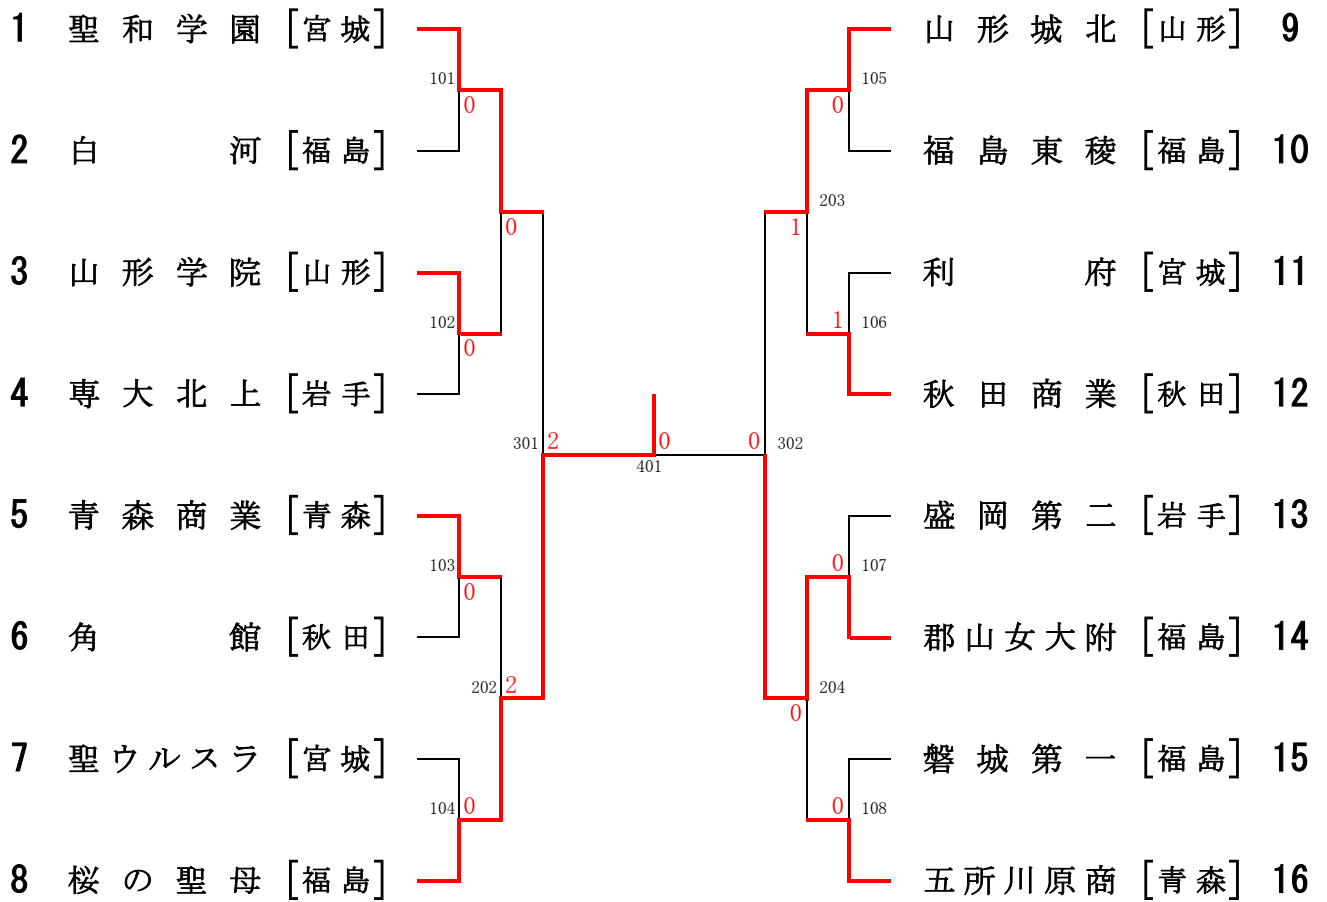 1 聖和学園 [宮城]
101
0
2 白河 [福島]
0
3 山形学院 [山形]
102
0
4 専大北上 [岩手]
301 2
5 青森商業 [青森]
103
0
6 角館 [秋田]
202 2
7 聖ウルスラ [宮城]
104 0
8 桜の聖母 [福島]
0
401
山形城北 [山形] 9
105
0
福島東稜 [福島] 10
203
1
利府 [宮城] 11
1 106
秋田商業 [秋田] 12
0 302
盛岡第二 [岩手] 13
0 107
郡山女大附 [福島] 14
204
0
磐城第一 [福島] 15
0 108
五所川原商 [青森] 16